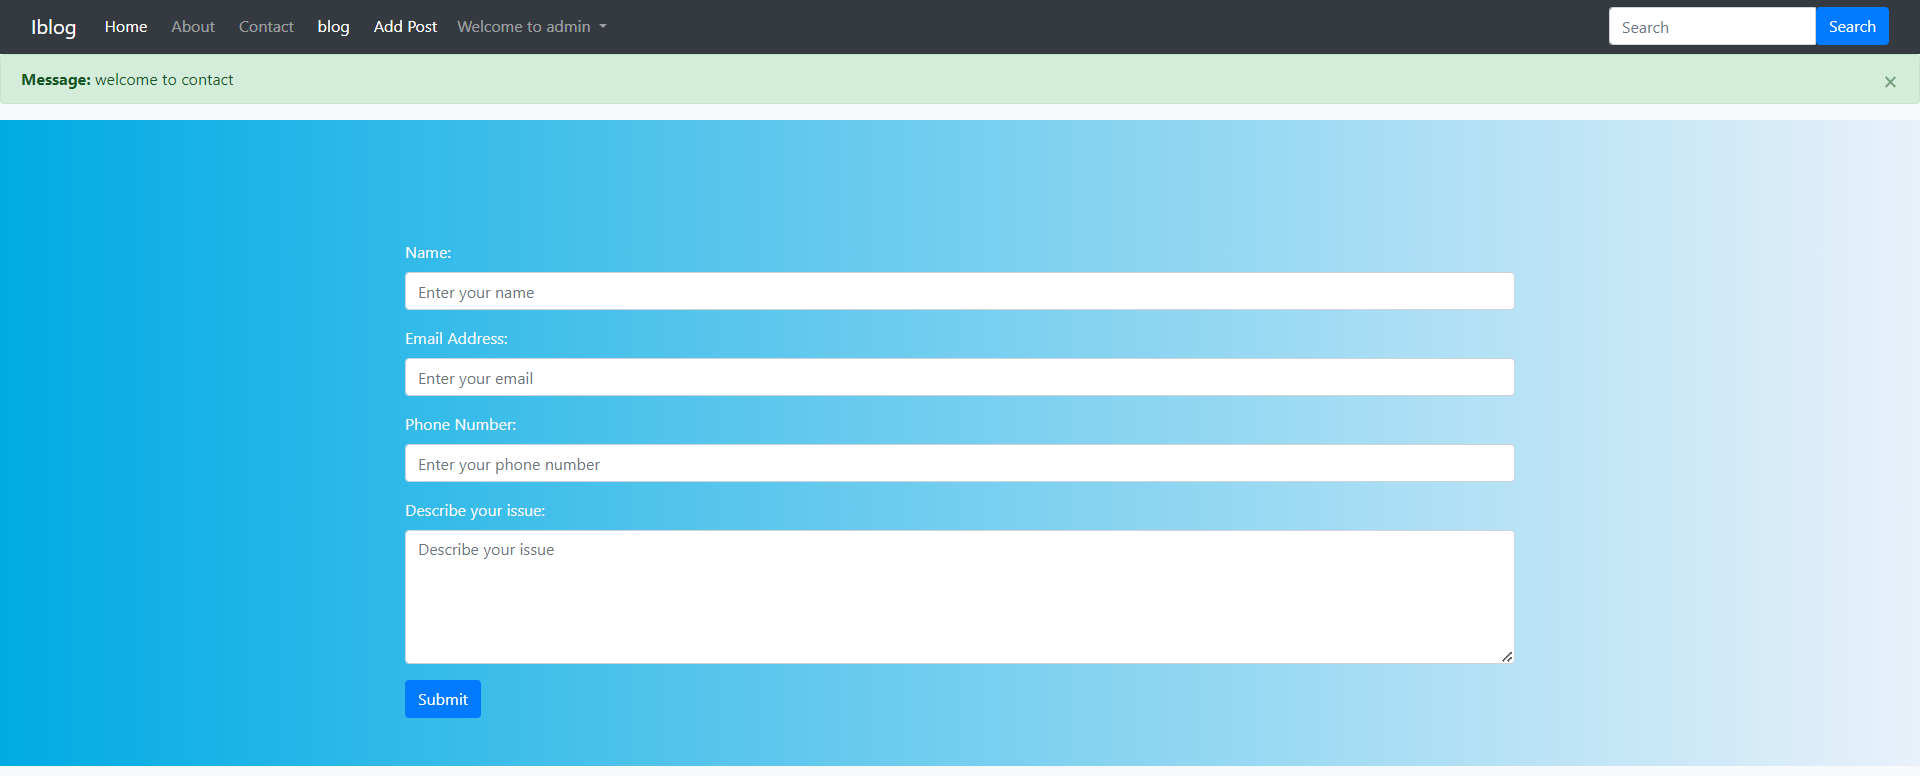 Iblog Home About Contact blog Add Post Welcome to admin Search Search
Message: welcome to contact ×
Name:
Enter your name
Email Address:
Enter your email
Phone Number:
Enter your phone number
Describe your issue:
Describe your issue
Submit